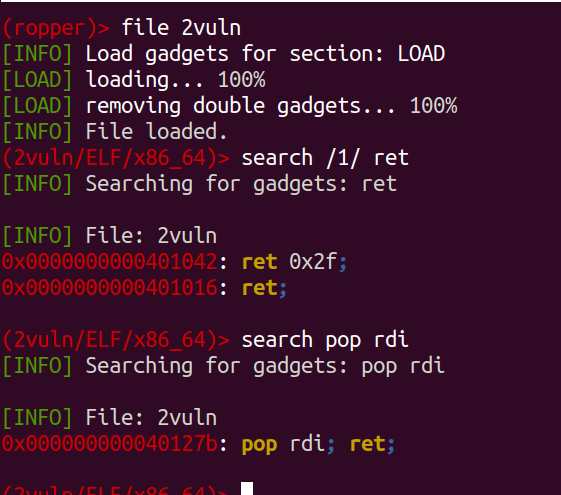 (ropper)> file 2vuln
[INFO] Load gadgets for section: LOAD
[LOAD] loading... 100%
[LOAD] removing double gadgets... 100%
[INFO] File loaded.
(2vuln/ELF/x86_64)> search /1/ ret
[INFO] Searching for gadgets: ret
[INFO] File: 2vuln
0x0000000000401042: ret 0x2f;
0x0000000000401016: ret;
(2vuln/ELF/x86_64)> search pop rdi
[INFO] Searching for gadgets: pop rdi
[INFO] File: 2vuln
0x000000000040127b: pop rdi; ret;
(2vuln/ELF/x86_64)>